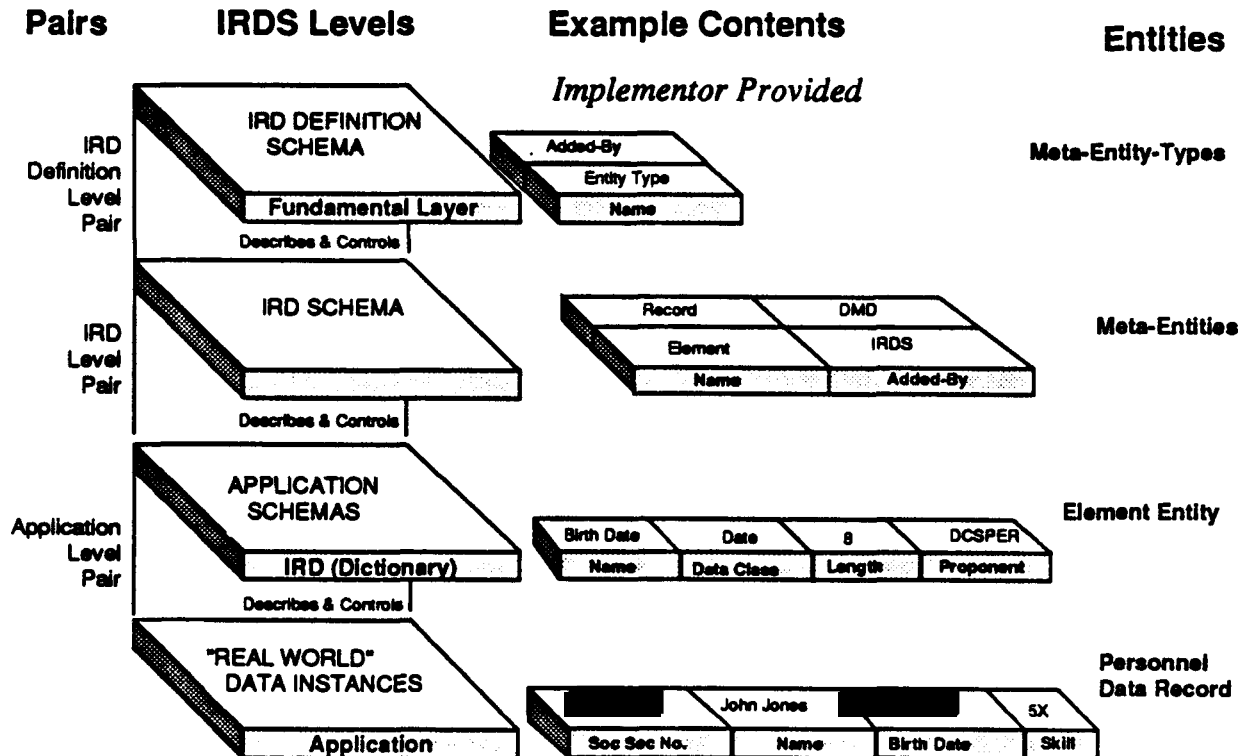 Pairs IRDS Levels Example Contents Entities
Implementor Provided
IRD
Definition
Level
Pair
IRD DEFINITION
SCHEMA
Fundamental Layer
Added-By
Entity Type
Name
Meta-Entity-Types
Describes & Controls
IRD
Level
Pair
IRD SCHEMA
Record DMD
Element IRDS
Name Added-By
Meta-Entities
Describes & Controls
Application
Level
Pair
APPLICATION
SCHEMAS
IRD (Dictionary)
Birth Date Date 8 DCSPER
Name Data Class Length Proponent
Element Entity
Describes & Controls
"REAL WORLD"
DATA INSTANCES
Application
John Jones 5X
Soc Sec No. Name Birth Date Skill
Personnel
Data Record